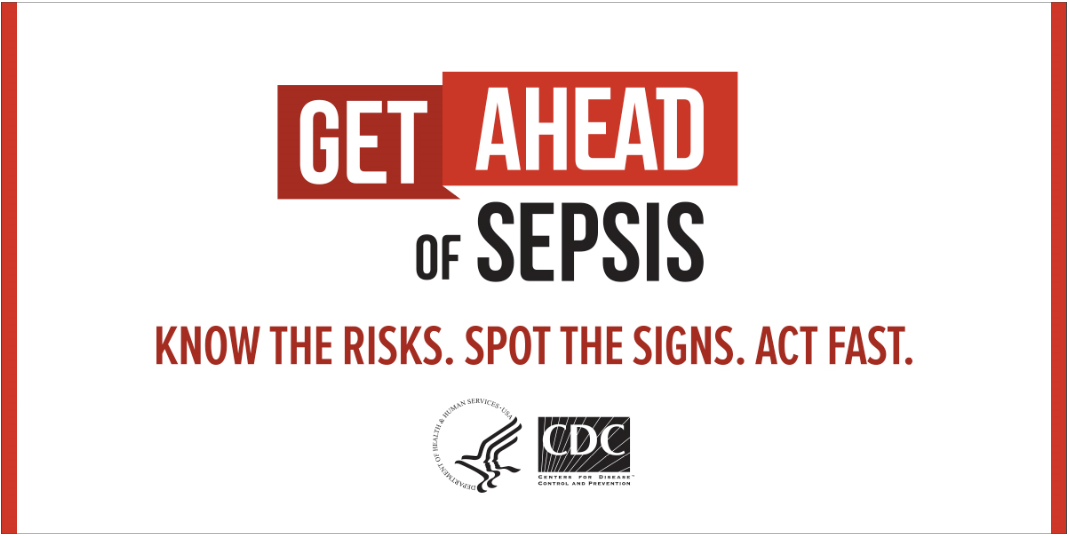 GET AHEAD
OF SEPSIS
KNOW THE RISKS. SPOT THE SIGNS. ACT FAST.
DEPARTMENT OF HEALTH & HUMAN SERVICES • USA
CDC
CENTERS FOR DISEASE™
CONTROL AND PREVENTION